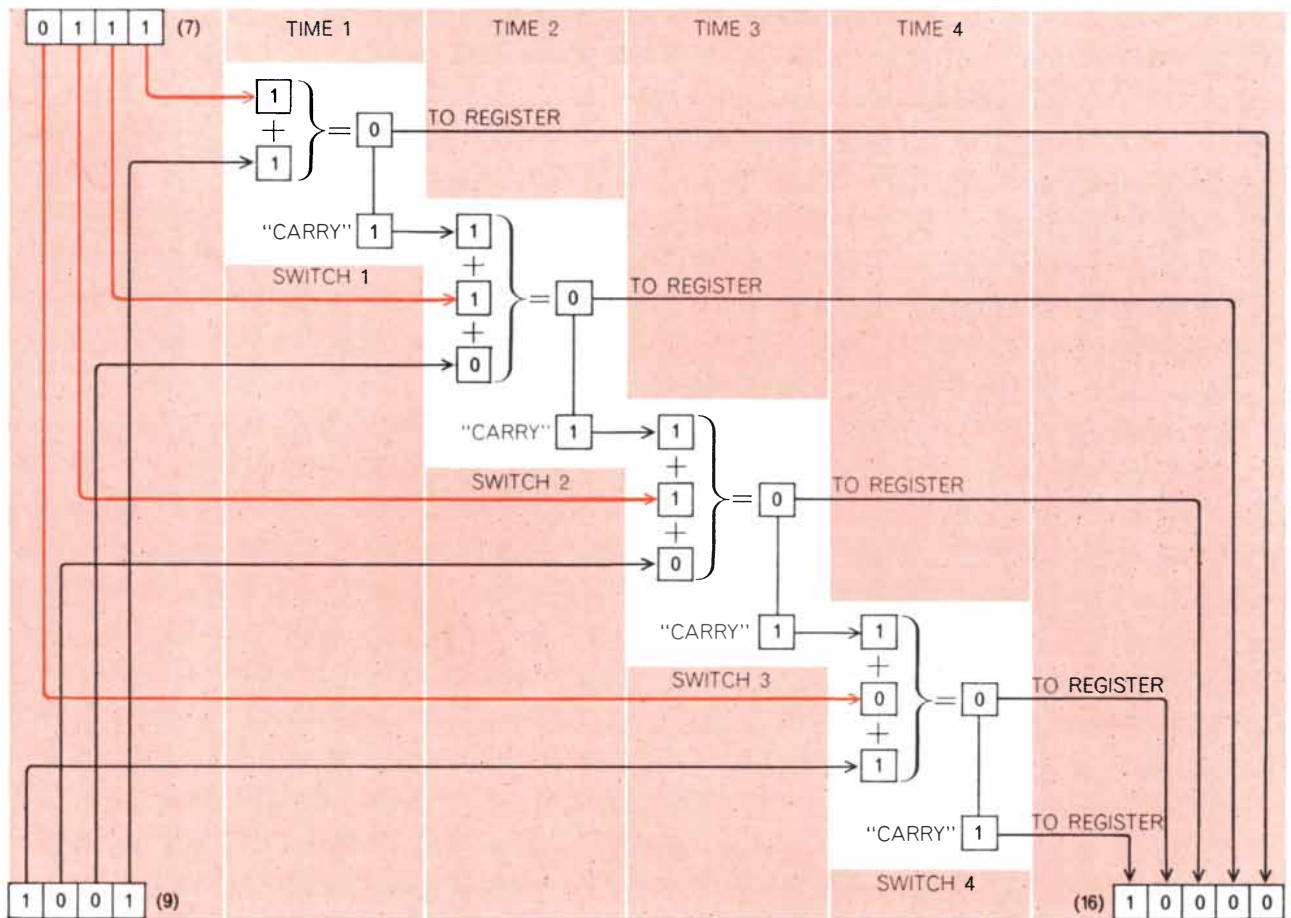 0 1 1 1 (7) TIME 1 TIME 2 TIME 3 TIME 4
1
+
1
= 0 TO REGISTER
"CARRY" 1
SWITCH 1
1
+
1
+
0
= 0 TO REGISTER
"CARRY" 1
SWITCH 2
1
+
1
+
0
= 0 TO REGISTER
"CARRY" 1
SWITCH 3
1
+
0
+
1
= 0 TO REGISTER
"CARRY" 1 TO REGISTER
SWITCH 4
1 0 0 1 (9)
(16) 1 0 0 0 0